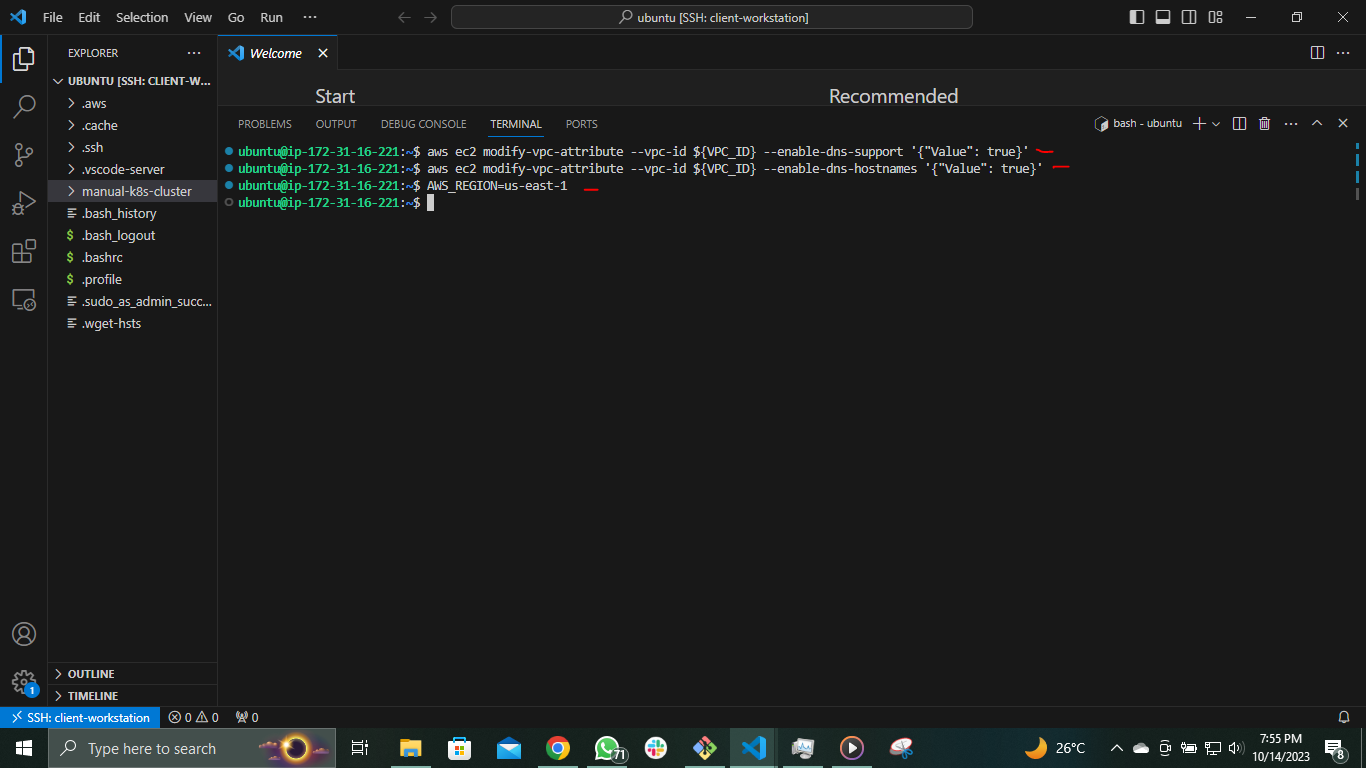 File Edit Selection View Go Run ···
ubuntu [SSH: client-workstation]
EXPLORER ···
Welcome
UBUNTU [SSH: CLIENT-W...
.aws
.cache
.ssh
.vscode-server
manual-k8s-cluster
.bash_history
$ .bash_logout
$ .bashrc
$ .profile
.sudo_as_admin_succ...
.wget-hsts
OUTLINE
TIMELINE
Start
Recommended
PROBLEMS OUTPUT DEBUG CONSOLE TERMINAL PORTS
bash - ubuntu
ubuntu@ip-172-31-16-221:~$ aws ec2 modify-vpc-attribute --vpc-id ${VPC_ID} --enable-dns-support '{"Value": true}'
ubuntu@ip-172-31-16-221:~$ aws ec2 modify-vpc-attribute --vpc-id ${VPC_ID} --enable-dns-hostnames '{"Value": true}'
ubuntu@ip-172-31-16-221:~$ AWS_REGION=us-east-1
ubuntu@ip-172-31-16-221:~$
1
SSH: client-workstation 0 0 0
Type here to search
71
26°C
7:55 PM
10/14/2023
8